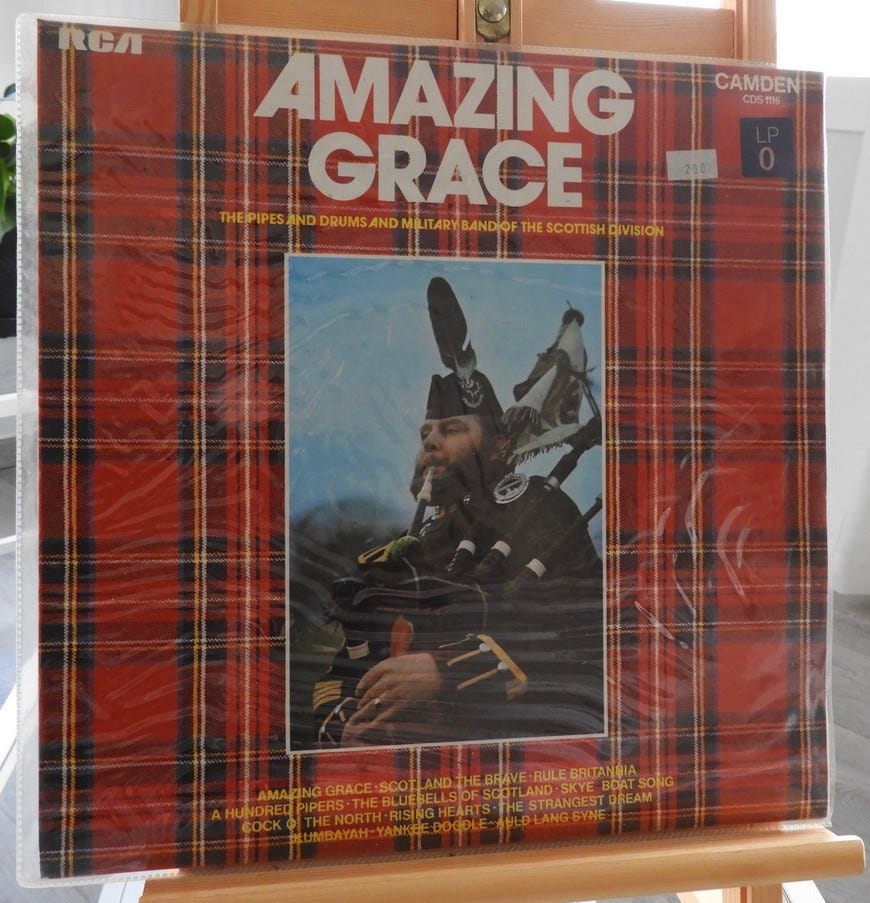 RCA
CAMDEN
CDS 1116
AMAZING
GRACE
LP
0
THE PIPES AND DRUMS AND MILITARY BAND OF THE SCOTTISH DIVISION
AMAZING GRACE · SCOTLAND THE BRAVE · RULE BRITANNIA
A HUNDRED PIPERS · THE BLUEBELLS OF SCOTLAND · SKYE BOAT SONG
COCK O' THE NORTH · RISING HEARTS · THE STRANGEST DREAM
KUMBAYAH · YANKEE DOODLE · AULD LANG SYNE